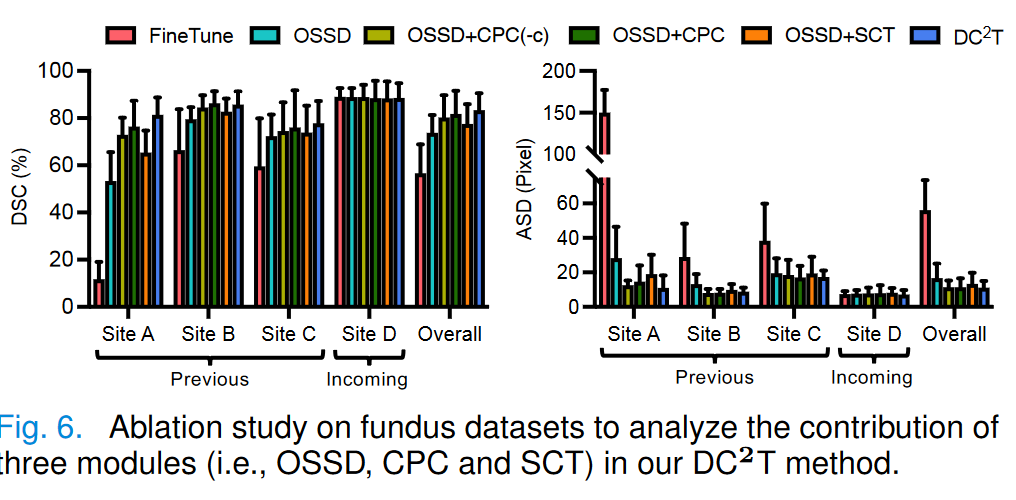 FineTune OSSD OSSD+CPC(-c) OSSD+CPC OSSD+SCT DC²T
DSC (%)
100
80
60
40
20
0
Site A Site B Site C Site D Overall
Previous Incoming
ASD (Pixel)
200
150
100
60
40
20
0
Site A Site B Site C Site D Overall
Previous Incoming
Fig. 6. Ablation study on fundus datasets to analyze the contribution of
three modules (i.e., OSSD, CPC and SCT) in our DC²T method.